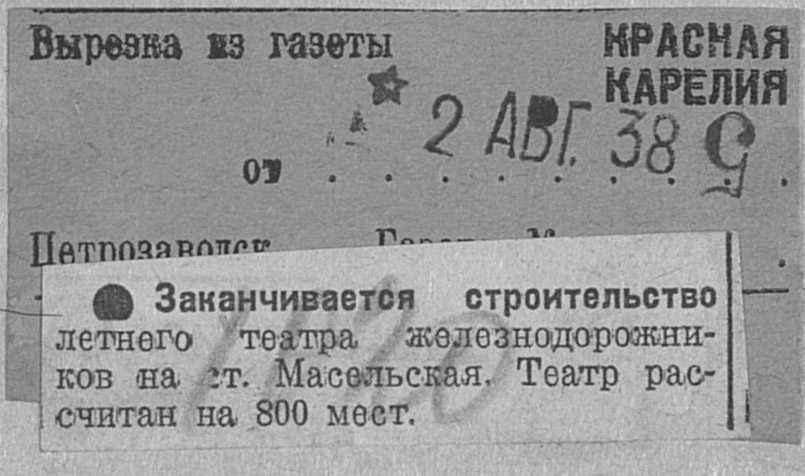 Вырезка из газеты
КРАСНАЯ
КАРЕЛИЯ
2 АВГ. 38
от . . . . . . . . .
Петрозаводск
● Заканчивается строительство
летнего театра железнодорожни-
ков на ст. Масельская. Театр рас-
считан на 800 мест.